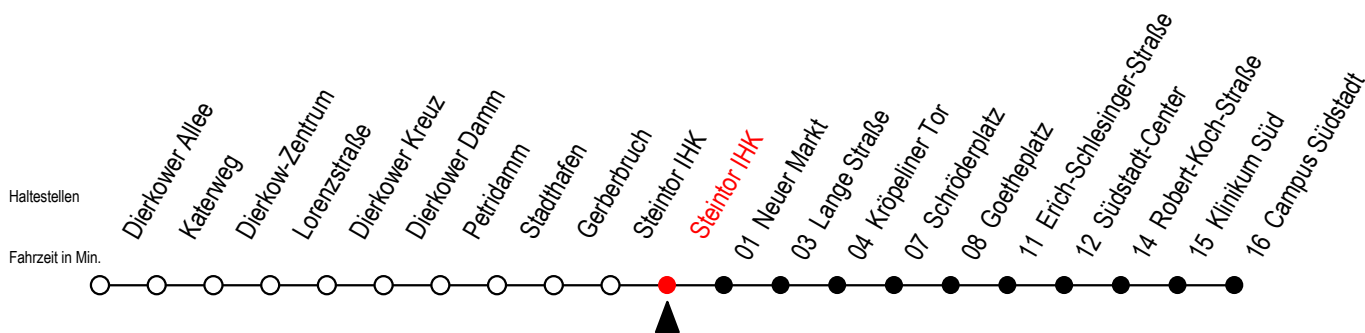 Haltestellen
Fahrzeit in Min.
Dierkower Allee
Katerweg
Dierkow-Zentrum
Lorenzstraße
Dierkower Kreuz
Dierkower Damm
Petridamm
Stadthafen
Gerberbruch
Steintor IHK
Steintor IHK
01 Neuer Markt
03 Lange Straße
04 Kröpeliner Tor
07 Schröderplatz
08 Goetheplatz
11 Erich-Schlesinger-Straße
12 Südstadt-Center
14 Robert-Koch-Straße
15 Klinikum Süd
16 Campus Südstadt